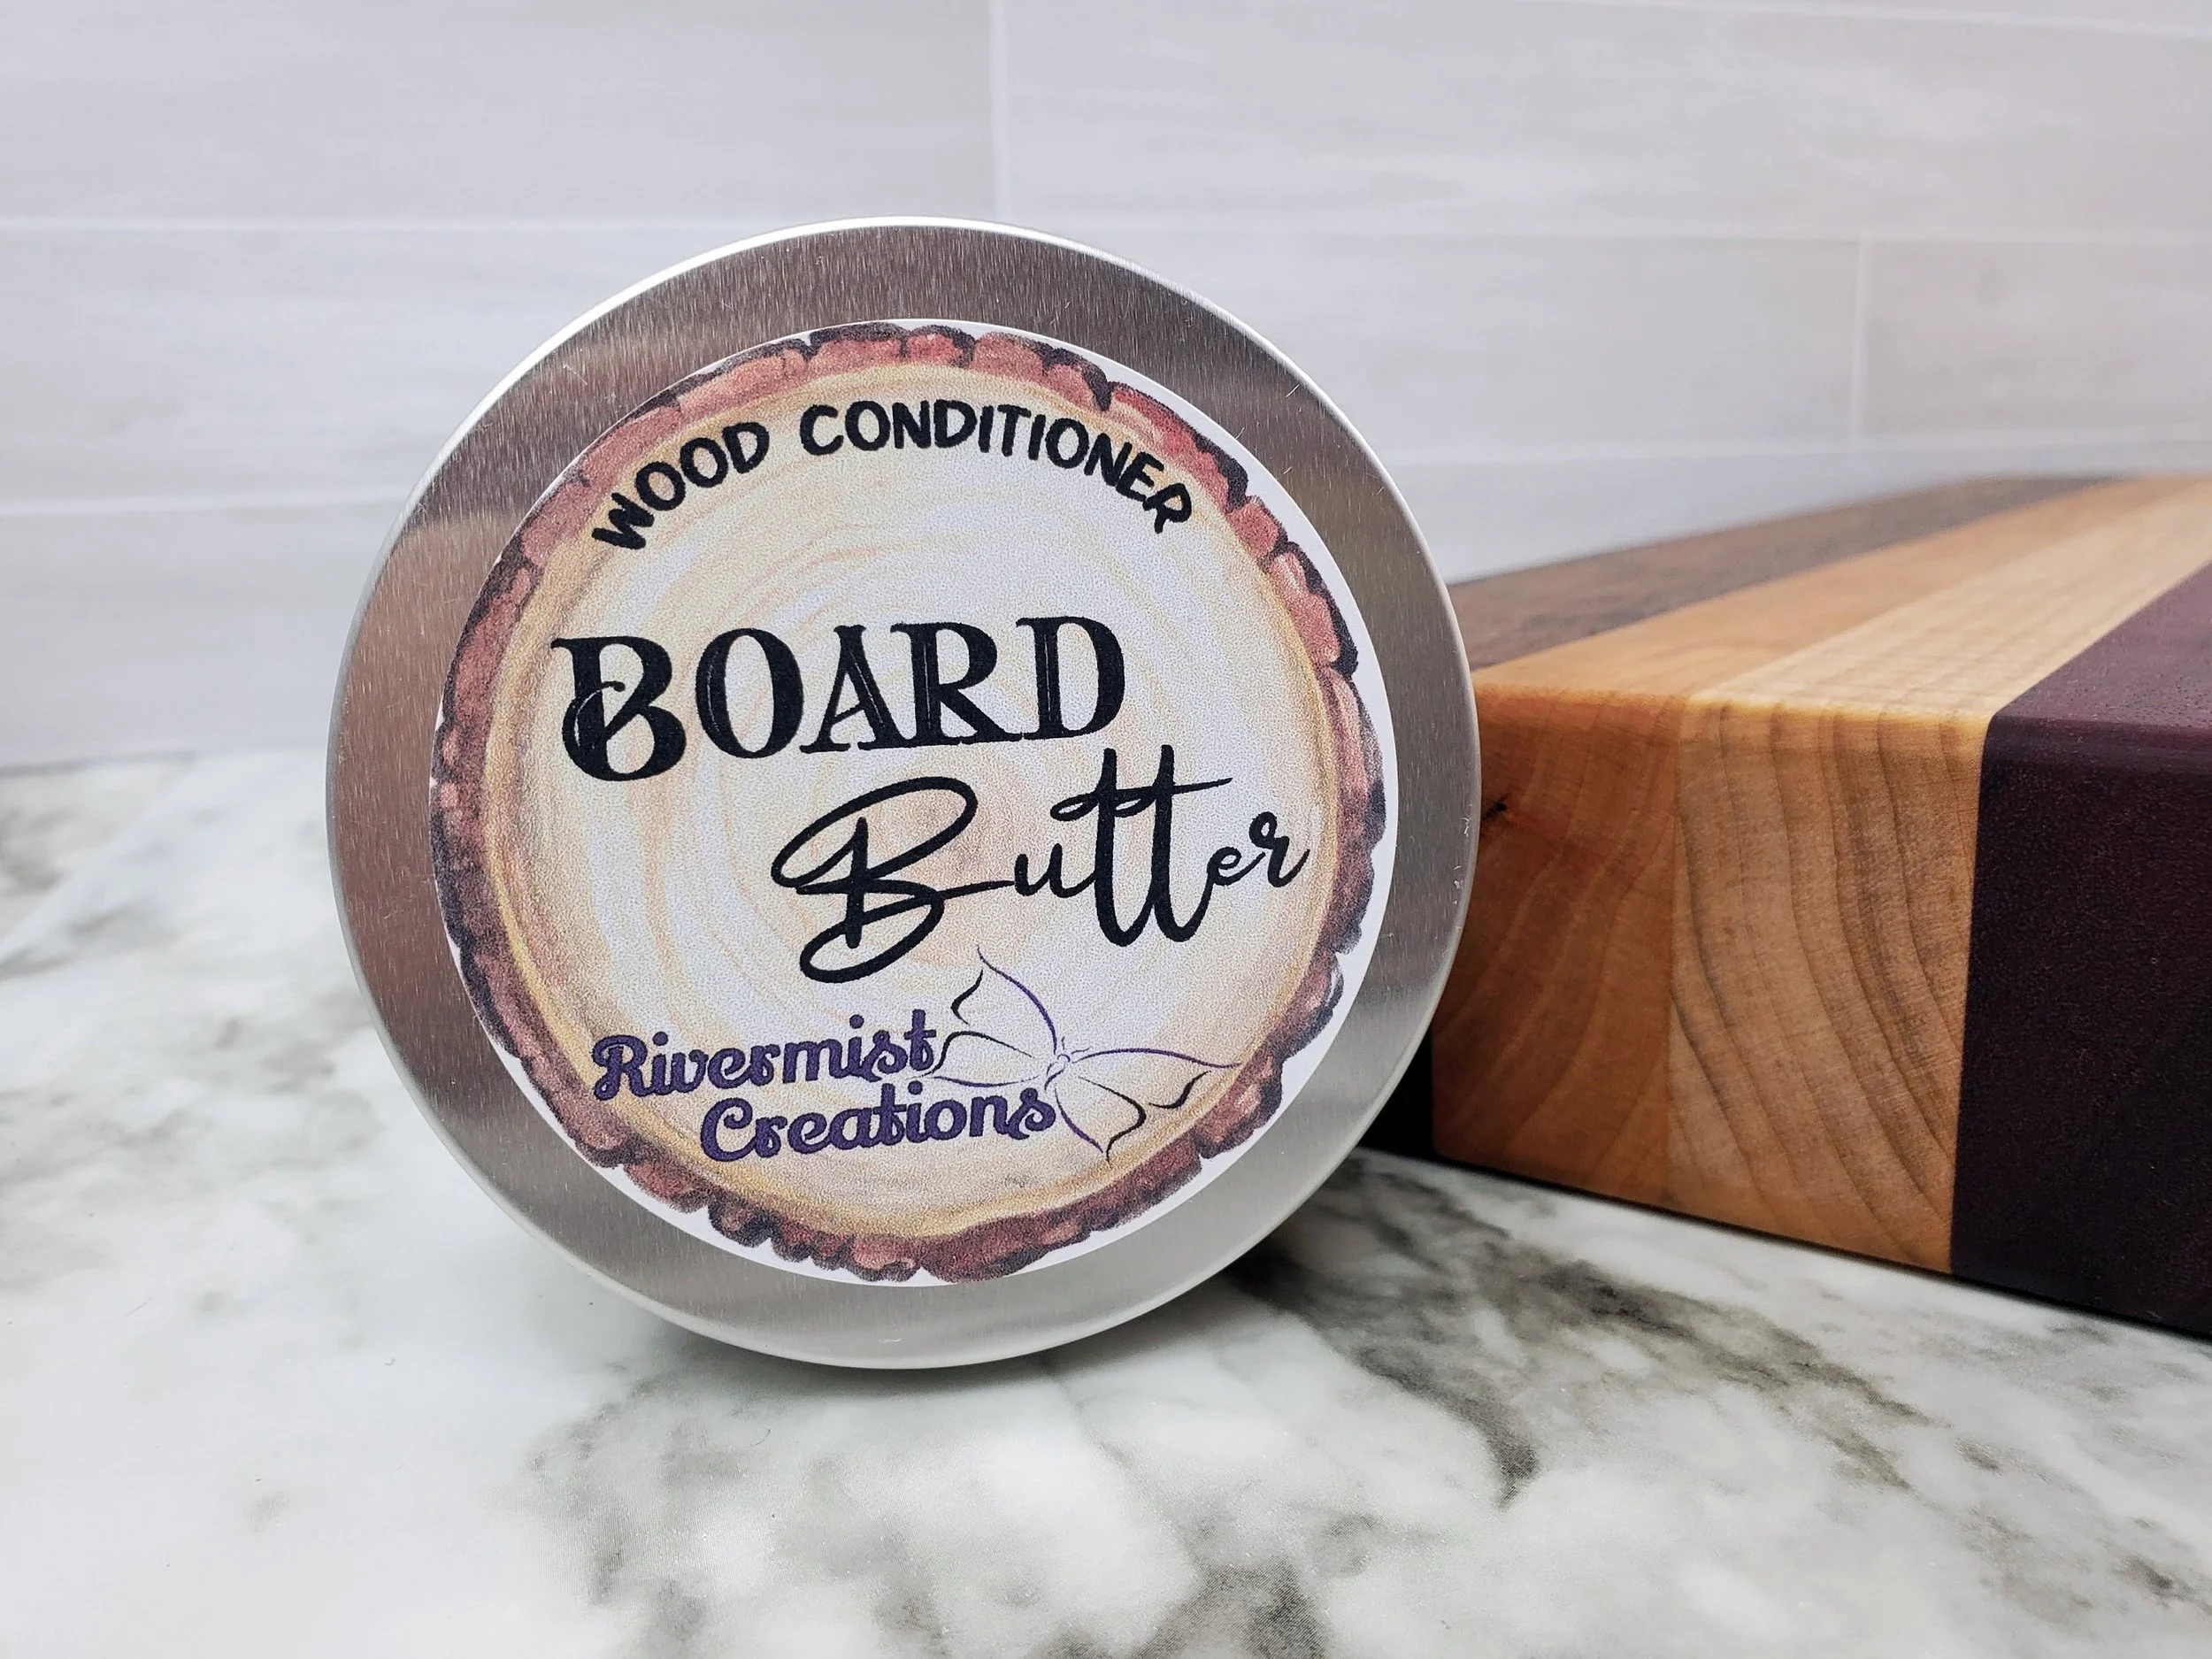 WOOD CONDITIONER
BOARD
Butter
Rivermist
Creations